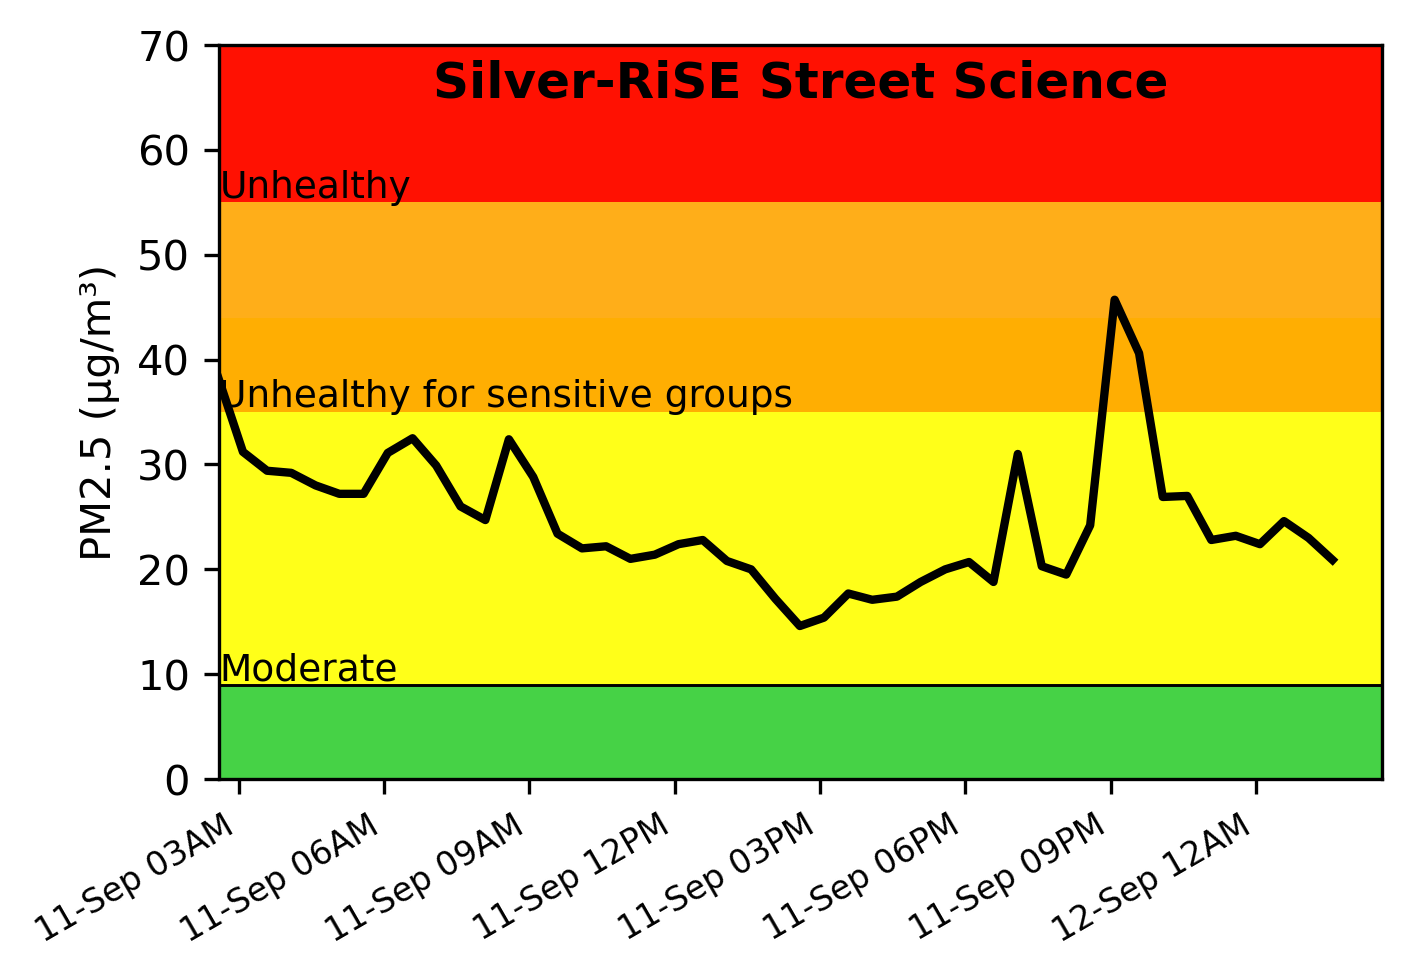 Silver-RiSE Street Science
PM2.5 (μg/m³)
70
60
50
40
30
20
10
0
Unhealthy
Unhealthy for sensitive groups
Moderate
11-Sep 03AM
11-Sep 06AM
11-Sep 09AM
11-Sep 12PM
11-Sep 03PM
11-Sep 06PM
11-Sep 09PM
12-Sep 12AM